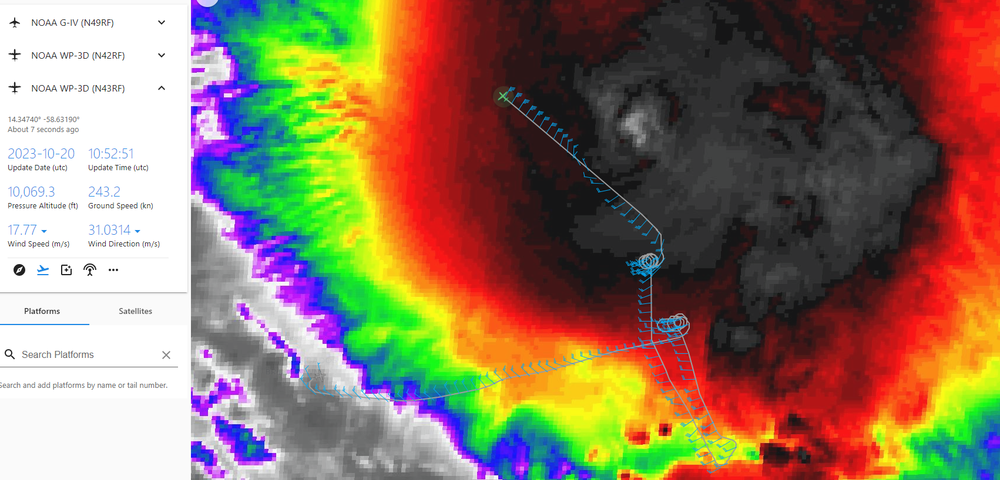 NOAA G-IV (N49RF)
NOAA WP-3D (N42RF)
NOAA WP-3D (N43RF)
14.34740° -58.63190°
About 7 seconds ago
2023-10-20 10:52:51
Update Date (utc) Update Time (utc)
10,069.3 243.2
Pressure Altitude (ft) Ground Speed (kn)
17.77 31.0314
Wind Speed (m/s) Wind Direction (m/s)
Platforms Satellites
Search Platforms
Search and add platforms by name or tail number.